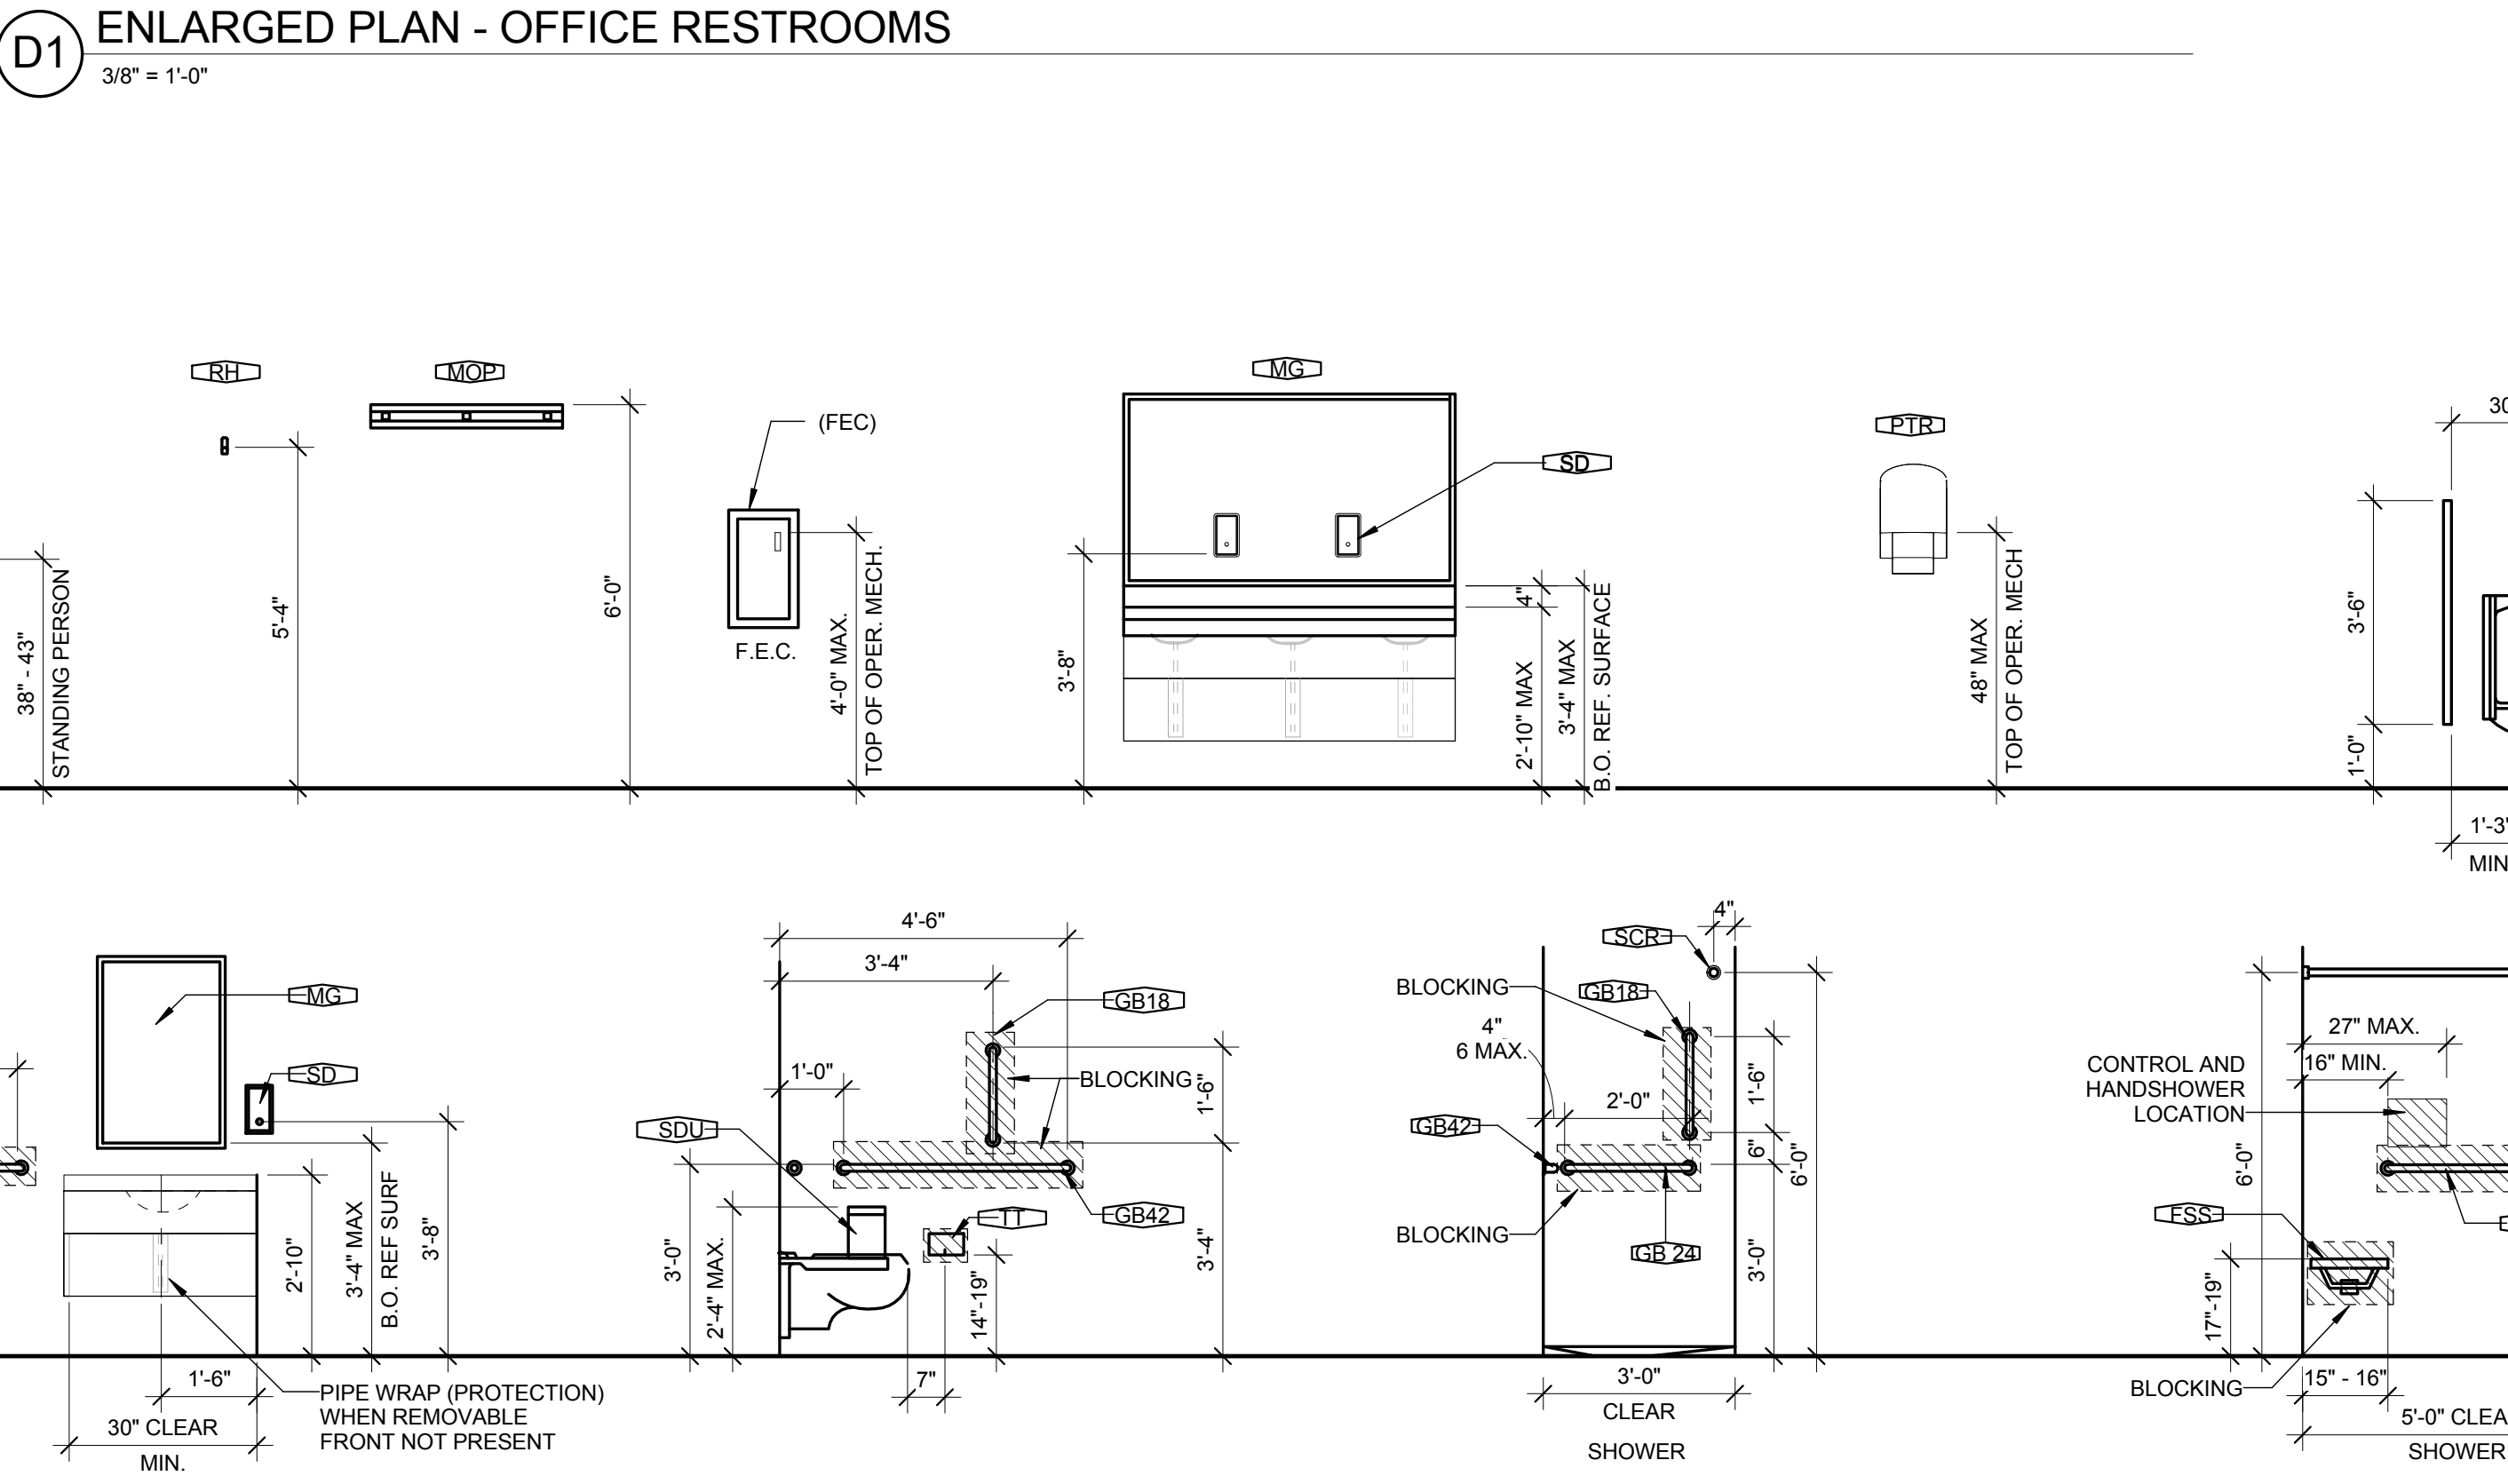 D1
ENLARGED PLAN - OFFICE RESTROOMS
3/8" = 1'-0"
RH
MOP
(FEC)
MG
SD
PTR
30
38" - 43"
STANDING PERSON
5'-4"
6'-0"
F.E.C.
4'-0" MAX.
TOP OF OPER. MECH.
3'-8"
4"
2'-10" MAX
3'-4" MAX
B.O. REF. SURFACE
48" MAX
TOP OF OPER. MECH
3'-6"
1'-0"
1'-3"
MIN
MG
SD
2'-10"
3'-4" MAX
B.O. REF SURF
3'-8"
1'-6"
30" CLEAR
MIN.
PIPE WRAP (PROTECTION)
WHEN REMOVABLE
FRONT NOT PRESENT
4'-6"
3'-4"
GB18
1'-0"
BLOCKING
1'-6"
SDU
TT
GB42
3'-0"
2'-4" MAX.
14"-19"
3'-4"
7"
4"
SCR
BLOCKING
GB18
4"
6 MAX.
2'-0"
1'-6"
GB42
6"
6'-0"
BLOCKING
GB 24
3'-0"
3'-0"
CLEAR
SHOWER
27" MAX.
16" MIN.
CONTROL AND
HANDSHOWER
LOCATION
6'-0"
FSS
17"-19"
BLOCKING
15" - 16"
5'-0" CLEA
SHOWER